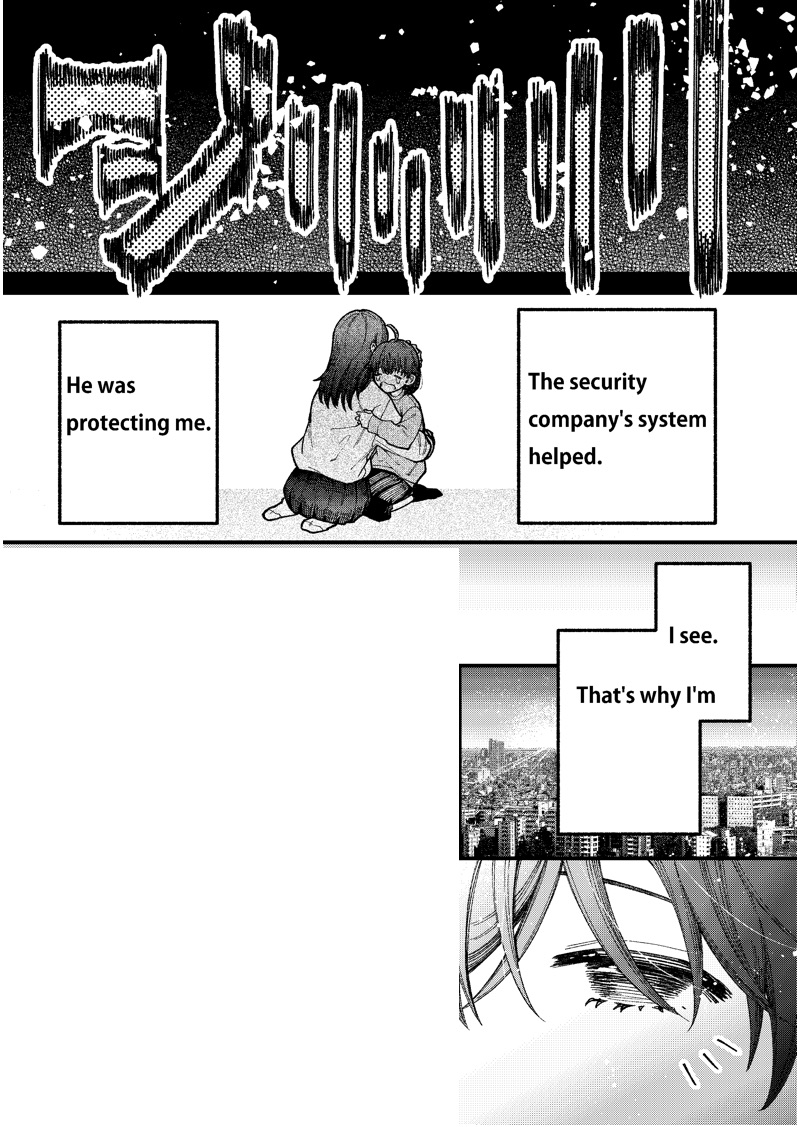 The security
company's system
helped.
He was
protecting me.
I see.
That's why I'm